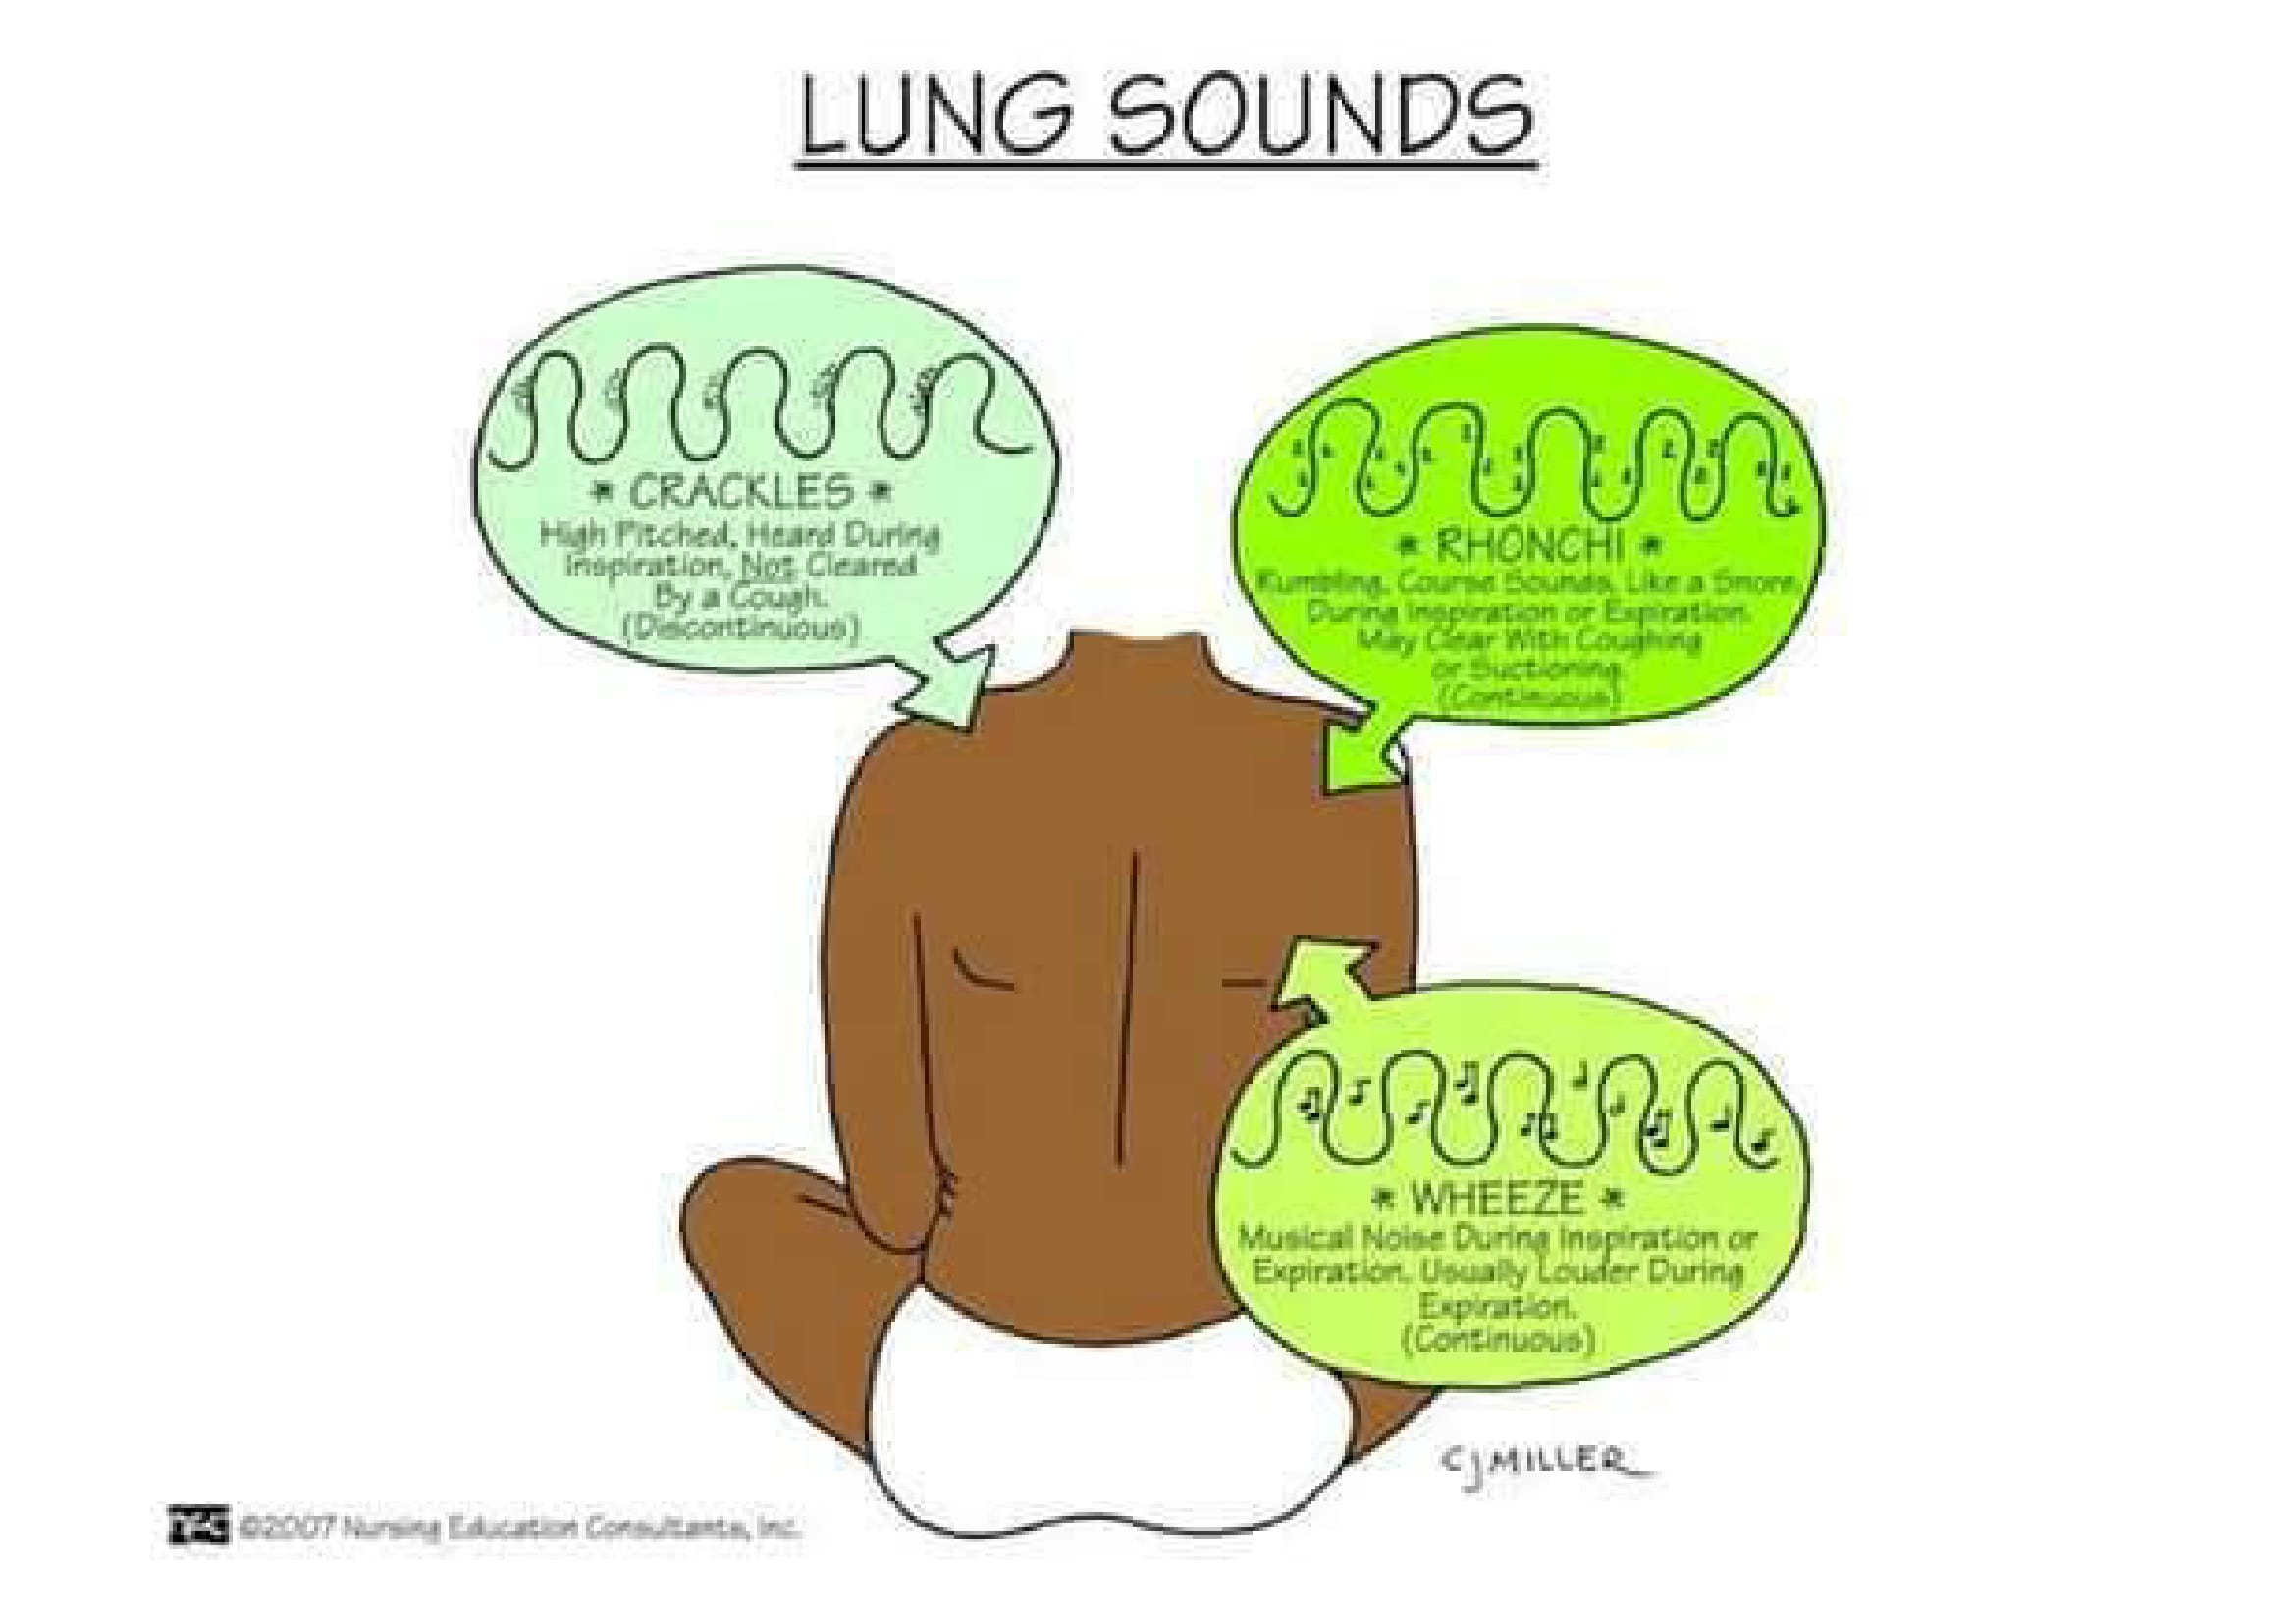 LUNG SOUNDS
* CRACKLES *
High Pitched, Heard During
Inspiration, Not Cleared
By a Cough.
(Discontinuous)
* RHONCHI *
Rumbling, Course Sounds, Like a Snore,
During Inspiration or Expiration.
May Clear With Coughing
or Suctioning.
(Continuous)
* WHEEZE *
Musical Noise During Inspiration or
Expiration. Usually Louder During
Expiration.
(Continuous)
CJMILLER
nec ©2007 Nursing Education Consultants, Inc.